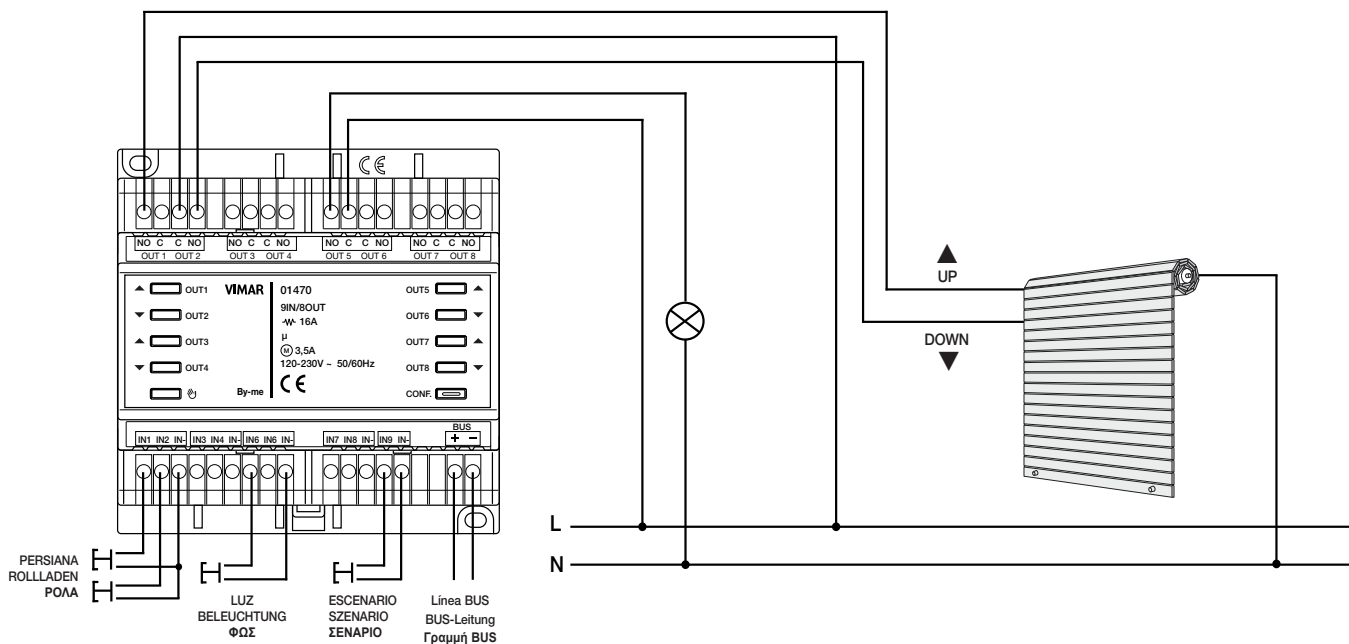 NO C C NO NO C C NO NO C C NO NO C C NO
OUT 1 OUT 2 OUT 3 OUT 4 OUT 5 OUT 6 OUT 7 OUT 8
OUT1
OUT2
OUT3
OUT4
VIMAR
By-me
01470
9IN/8OUT
16A
µ
M 3,5A
120-230V ~ 50/60Hz
CE
OUT5
OUT6
OUT7
OUT8
CONF.
CE
UP
DOWN
BUS
IN1 IN2 IN- IN3 IN4 IN- IN6 IN6 IN- IN7 IN8 IN- IN9 IN- + −
L
N
PERSIANA
ROLLLADEN
ΡΟΛΑ
LUZ
BELEUCHTUNG
ΦΩΣ
ESCENARIO
SZENARIO
ΣΕΝΑΡΙΟ
Línea BUS
BUS-Leitung
Γραμμή BUS